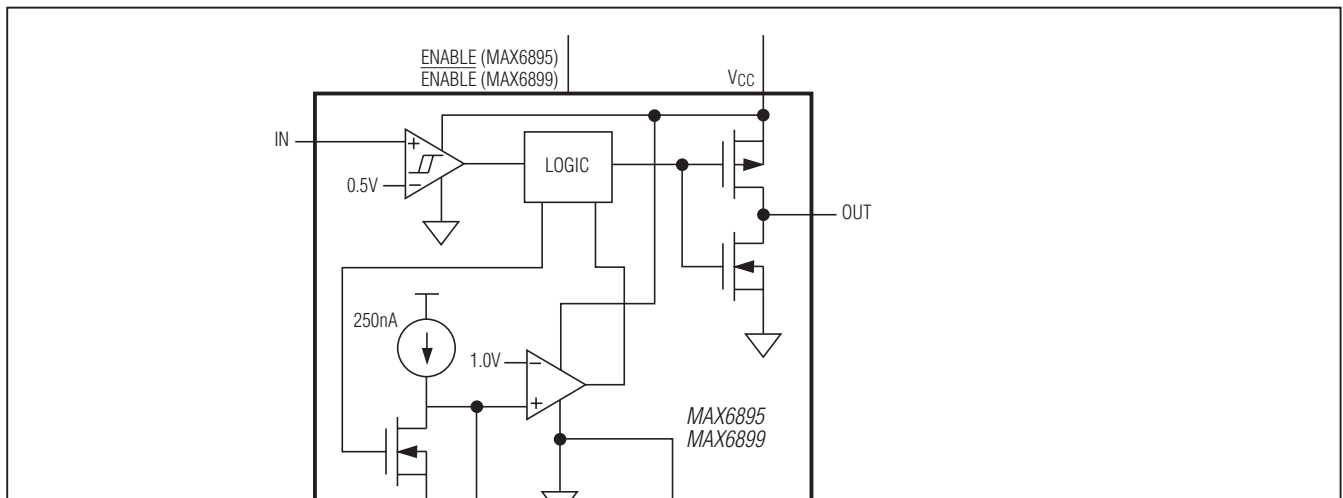 ENABLE (MAX6895)
ENABLE (MAX6899)
VCC
IN
+
LOGIC
0.5V
−
OUT
250nA
1.0V
−
+
MAX6895
MAX6899